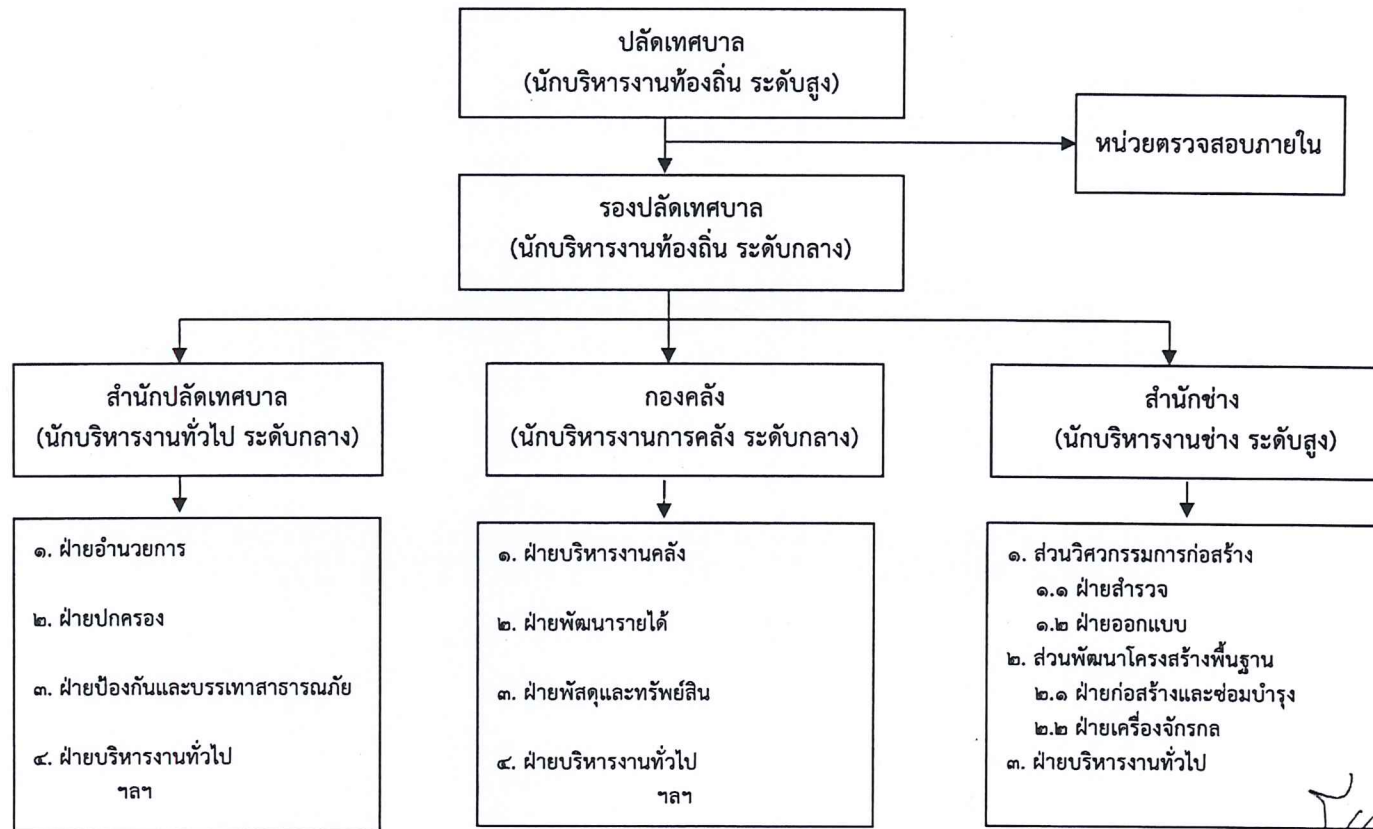 ปลัดเทศบาล
(นักบริหารงานท้องถิ่น ระดับสูง)
หน่วยตรวจสอบภายใน
รองปลัดเทศบาล
(นักบริหารงานท้องถิ่น ระดับกลาง)
สำนักปลัดเทศบาล
(นักบริหารงานทั่วไป ระดับกลาง)
กองคลัง
(นักบริหารงานการคลัง ระดับกลาง)
สำนักช่าง
(นักบริหารงานช่าง ระดับสูง)
๑. ฝ่ายอำนวยการ
๒. ฝ่ายปกครอง
๓. ฝ่ายป้องกันและบรรเทาสาธารณภัย
๔. ฝ่ายบริหารงานทั่วไป
ฯลฯ
๑. ฝ่ายบริหารงานคลัง
๒. ฝ่ายพัฒนารายได้
๓. ฝ่ายพัสดุและทรัพย์สิน
๔. ฝ่ายบริหารงานทั่วไป
ฯลฯ
๑. ส่วนวิศวกรรมการก่อสร้าง
๑.๑ ฝ่ายสำรวจ
๑.๒ ฝ่ายออกแบบ
๒. ส่วนพัฒนาโครงสร้างพื้นฐาน
๒.๑ ฝ่ายก่อสร้างและซ่อมบำรุง
๒.๒ ฝ่ายเครื่องจักรกล
๓. ฝ่ายบริหารงานทั่วไป